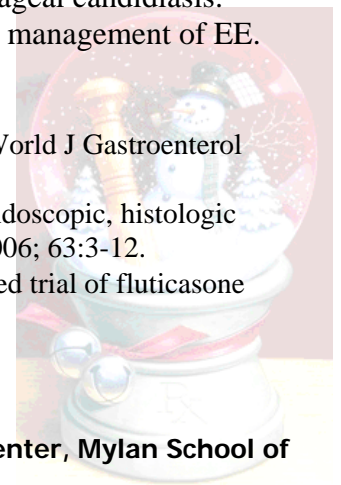 ageal candidiasis.
management of EE.
World J Gastroenterol
ndoscopic, histologic
006; 63:3-12.
ed trial of fluticasone
enter, Mylan School of